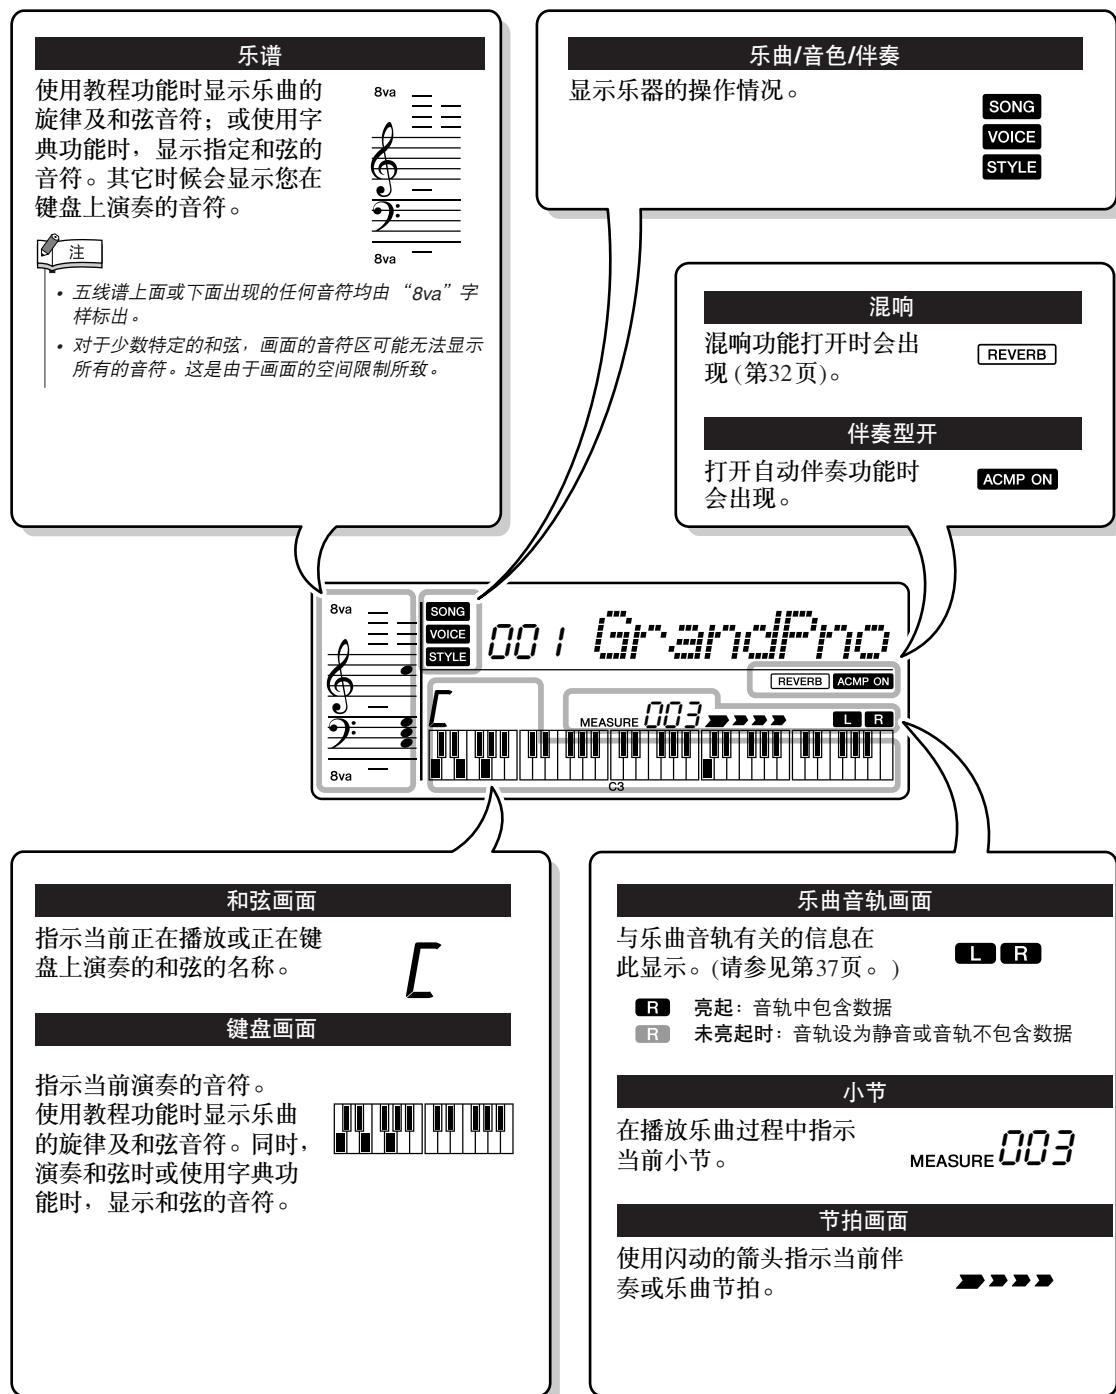 乐谱
使用教程功能时显示乐曲的
旋律及和弦音符；或使用字
典功能时，显示指定和弦的
音符。其它时候会显示您在
键盘上演奏的音符。
8va
8va
注
• 五线谱上面或下面出现的任何音符均由 “8va” 字
样标出。
• 对于少数特定的和弦，画面的音符区可能无法显示
所有的音符。这是由于画面的空间限制所致。
乐曲/音色/伴奏
显示乐器的操作情况。
SONG
VOICE
STYLE
混响
混响功能打开时会出
现 (第32页)。
REVERB
伴奏型开
打开自动伴奏功能时
会出现。
ACMP ON
8va
8va
SONG
VOICE
STYLE
001 GrandPno
REVERB ACMP ON
C
MEASURE 003
L R
C3
和弦画面
指示当前正在播放或正在键
盘上演奏的和弦的名称。
C
键盘画面
指示当前演奏的音符。
使用教程功能时显示乐曲
的旋律及和弦音符。同时，
演奏和弦时或使用字典功
能时，显示和弦的音符。
乐曲音轨画面
与乐曲音轨有关的信息在
此显示。(请参见第37页。)
L R
R 亮起：音轨中包含数据
R 未亮起时：音轨设为静音或音轨不包含数据
小节
在播放乐曲过程中指示
当前小节。
MEASURE 003
节拍画面
使用闪动的箭头指示当前伴
奏或乐曲节拍。